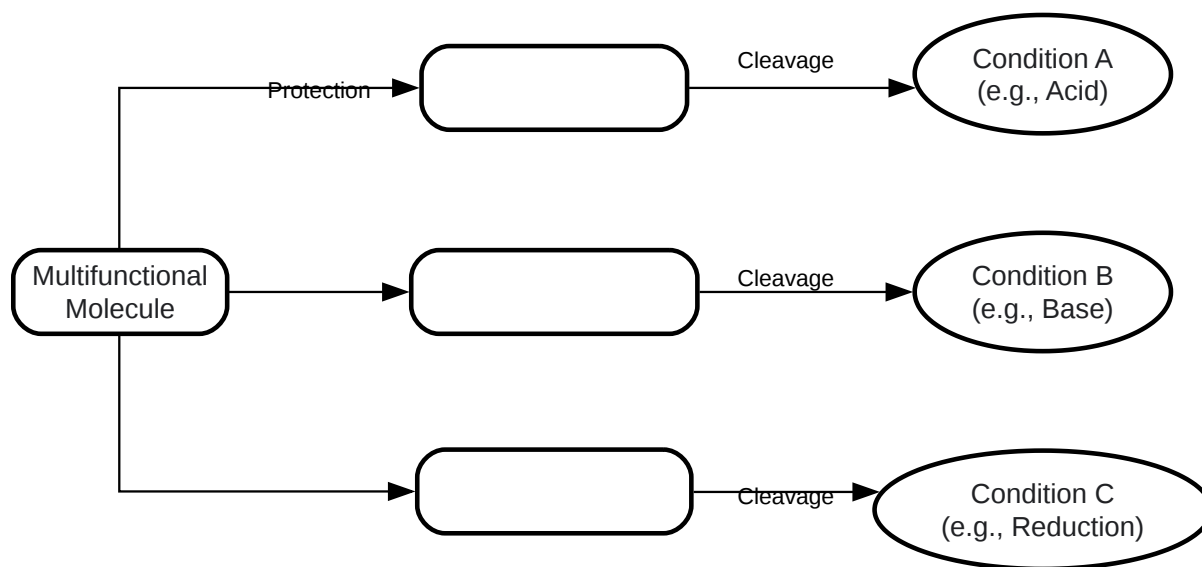 Cleavage
Condition A
(e.g., Acid)
Protection
Multifunctional
Molecule
Cleavage
Condition B
(e.g., Base)
Cleavage
Condition C
(e.g., Reduction)